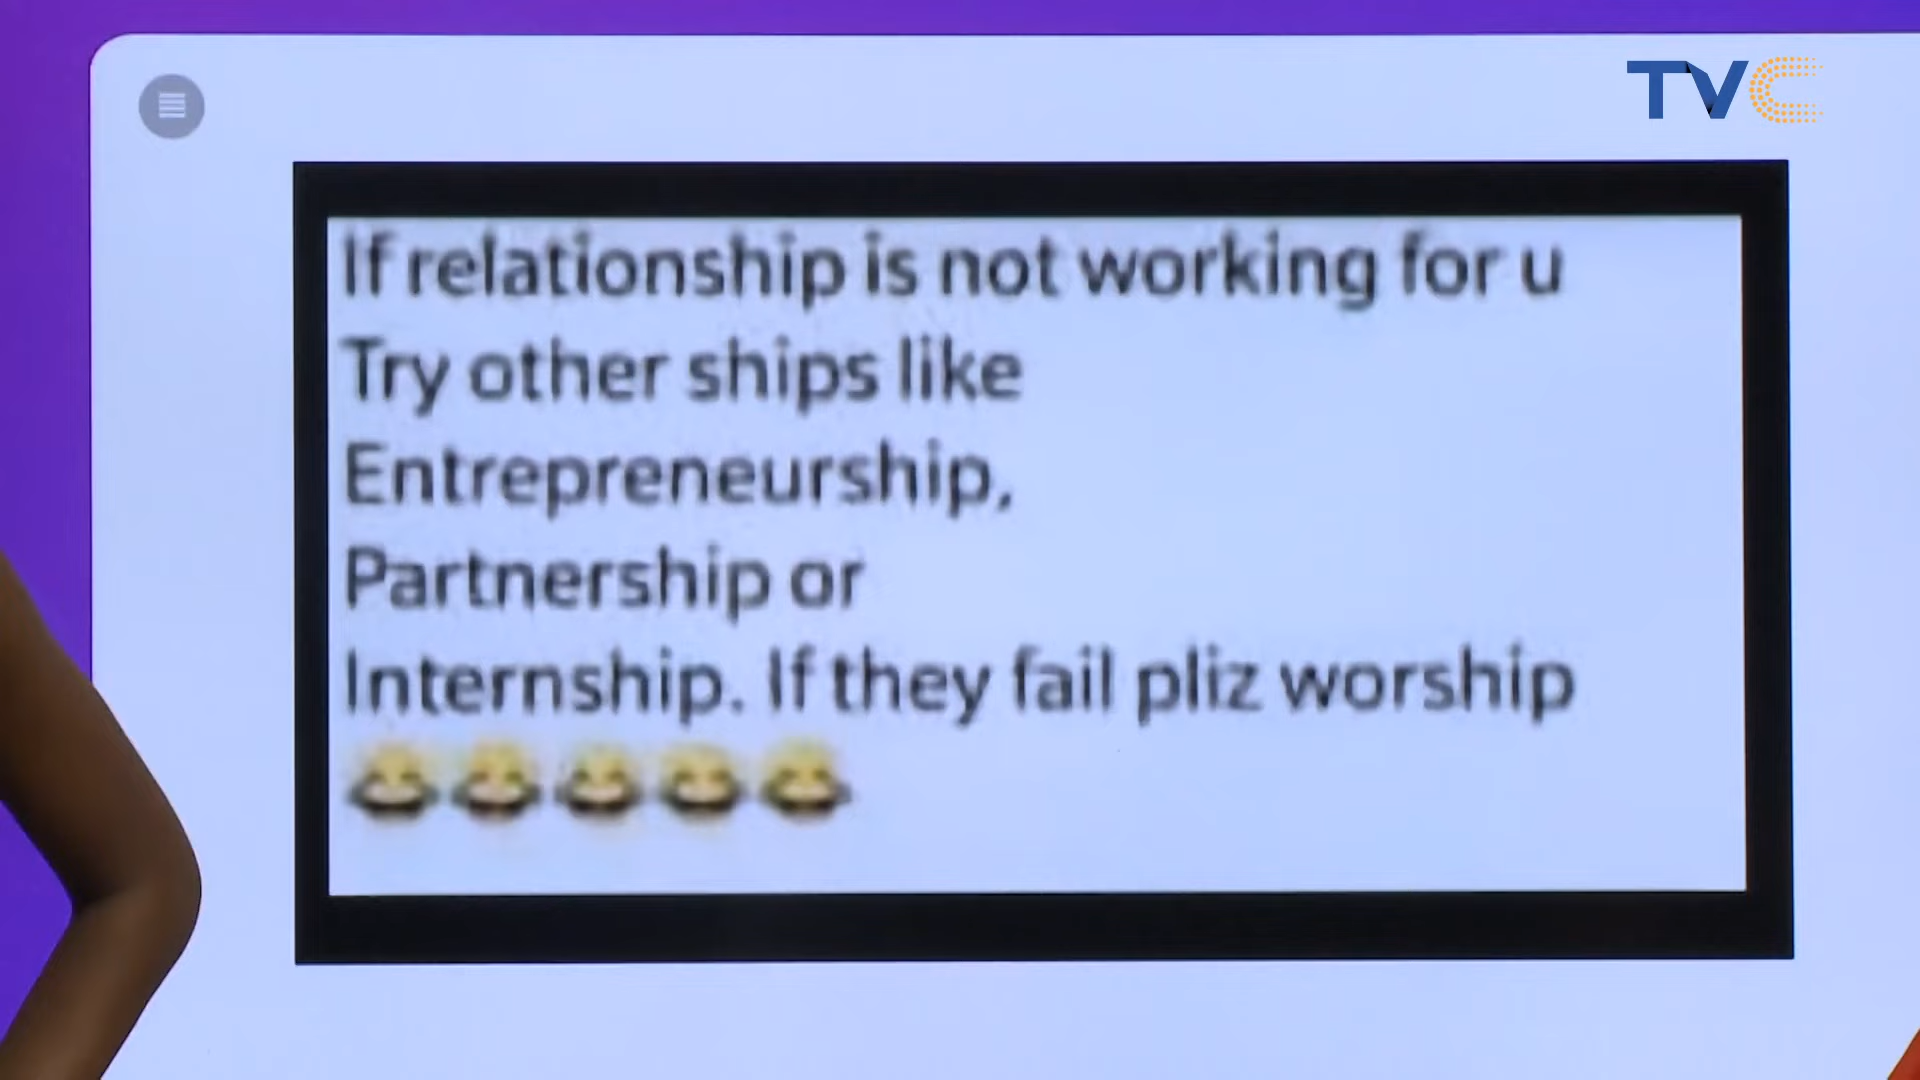 TVC
If relationship is not working for u
Try other ships like
Entrepreneurship,
Partnership or
Internship. If they fail pliz worship
😂😂😂😂😂